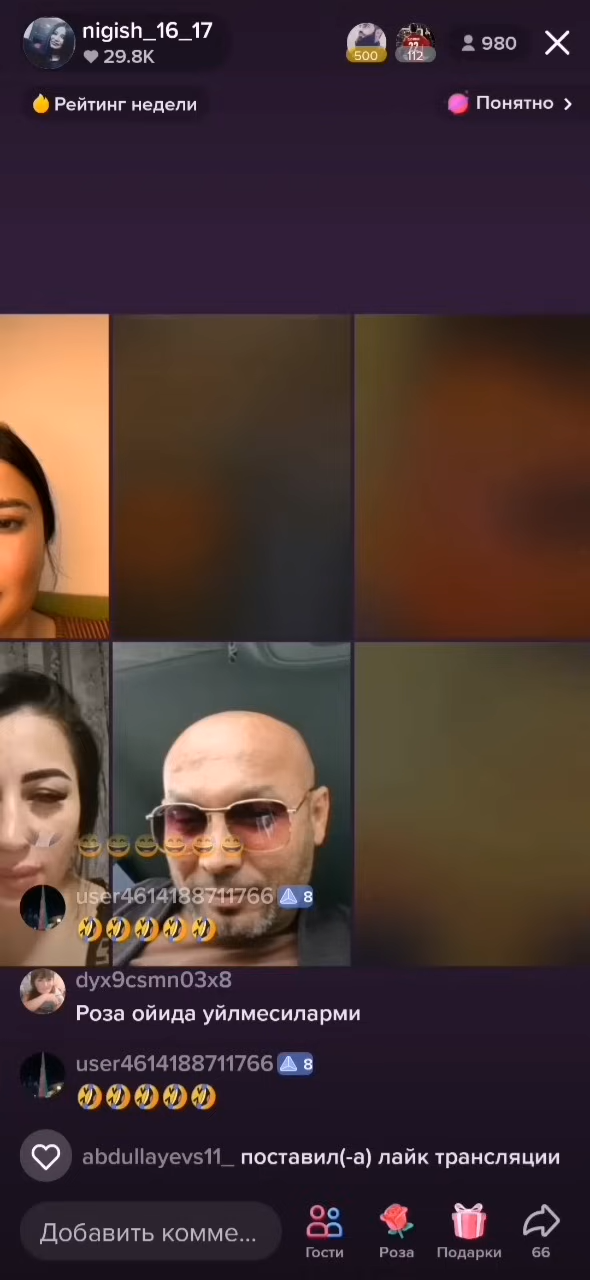 nigish_16_17
29.8K
500
112
980
Рейтинг недели
Понятно
user4614188711766 8
dyx9csmn03x8
Роза ойида уйлмесиларми
user4614188711766 8
abdullayevs11_ поставил(-а) лайк трансляции
Добавить комме...
Гости
Роза
Подарки
66